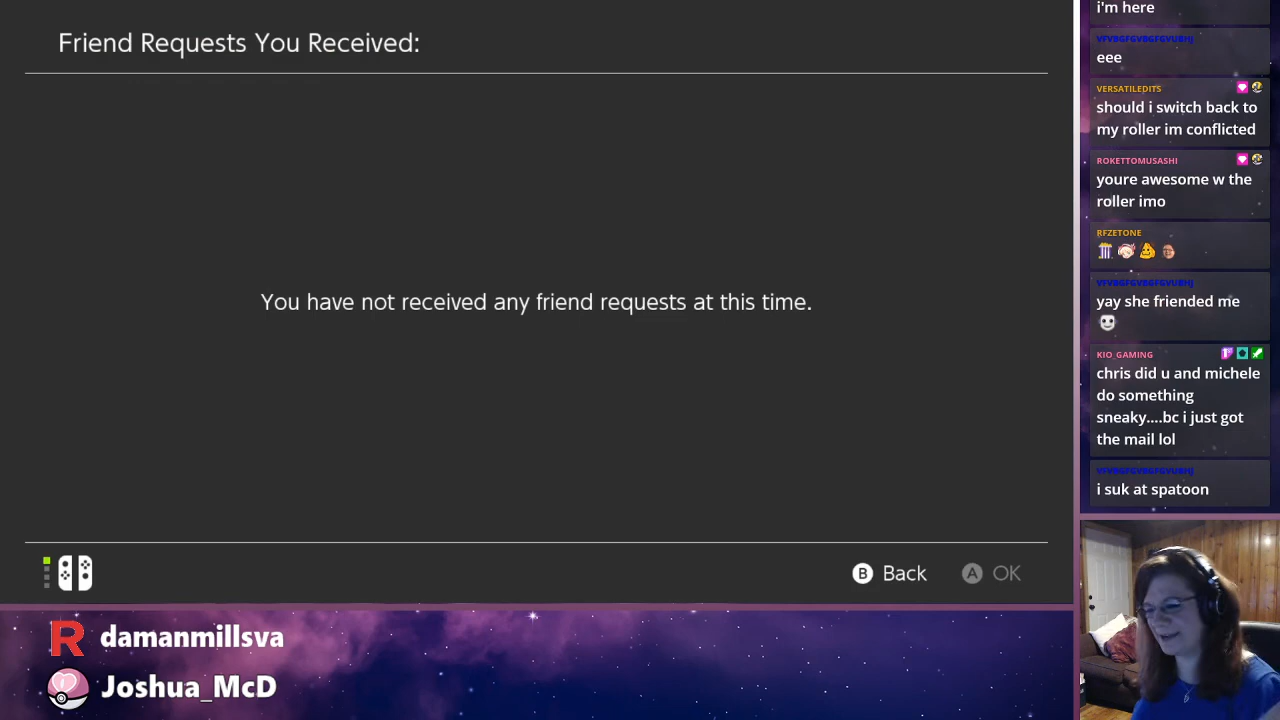 Friend Requests You Received:
You have not received any friend requests at this time.
B Back
A OK
R damanmillsva
Joshua_McD
i'm here
eee
VERSATILEDITS
should i switch back to
my roller im conflicted
ROKETTOMUSASHI
youre awesome w the
roller imo
RFZETONE
yay she friended me
KIO_GAMING
chris did u and michele
do something
sneaky....bc i just got
the mail lol
i suk at spatoon